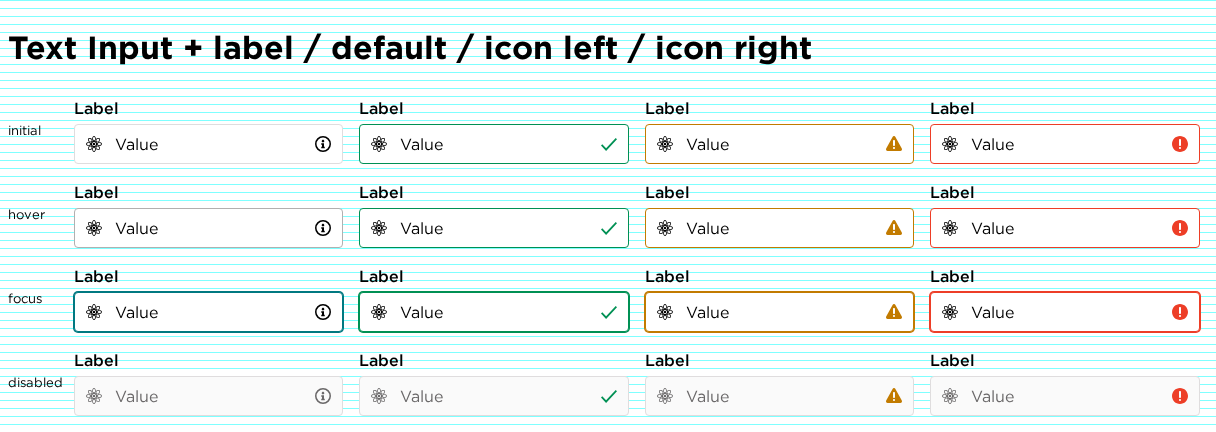 Text Input + label / default / icon left / icon right
Label Label Label Label
initial Value Value Value Value
Label Label Label Label
hover Value Value Value Value
Label Label Label Label
focus Value Value Value Value
Label Label Label Label
disabled Value Value Value Value